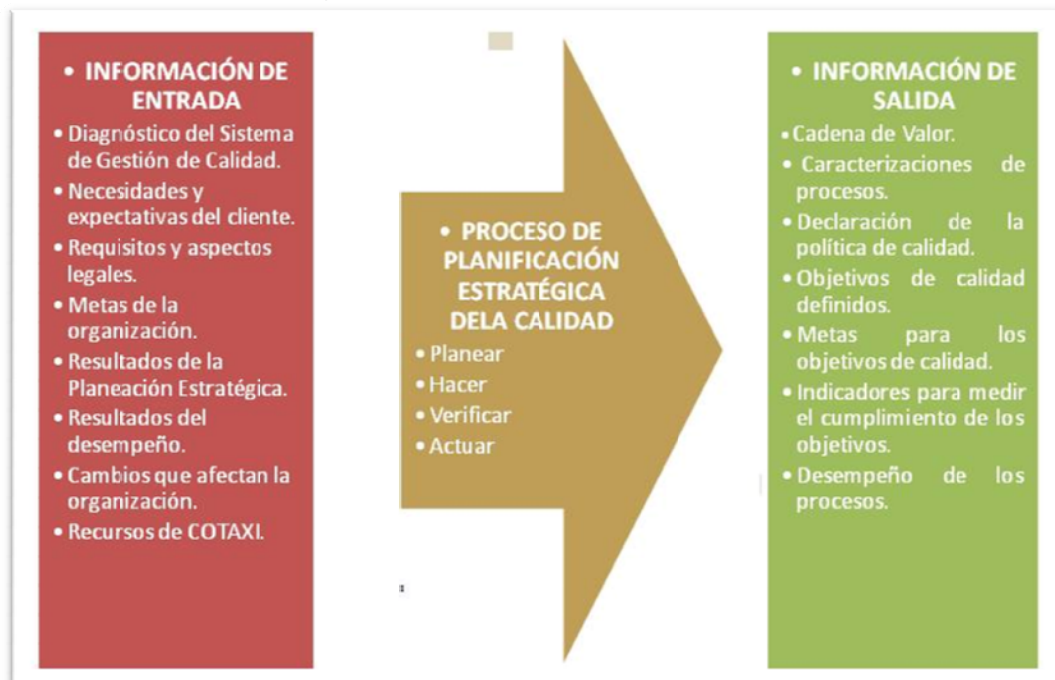 • INFORMACIÓN DE
ENTRADA
• Diagnóstico del Sistema
de Gestión de Calidad.
• Necesidades y
expectativas del cliente.
• Requisitos y aspectos
legales.
• Metas de la
organización.
• Resultados de la
Planeación Estratégica.
• Resultados del
desempeño.
• Cambios que afectan la
organización.
• Recursos de COTAXI.
• PROCESO DE
PLANIFICACIÓN
ESTRATÉGICA
DELA CALIDAD
• Planear
• Hacer
• Verificar
• Actuar
• INFORMACIÓN DE
SALIDA
• Cadena de Valor.
• Caracterizaciones de
procesos.
• Declaración de la
política de calidad.
• Objetivos de calidad
definidos.
• Metas para los
objetivos de calidad.
• Indicadores para medir
el cumplimiento de los
objetivos.
• Desempeño de los
procesos.